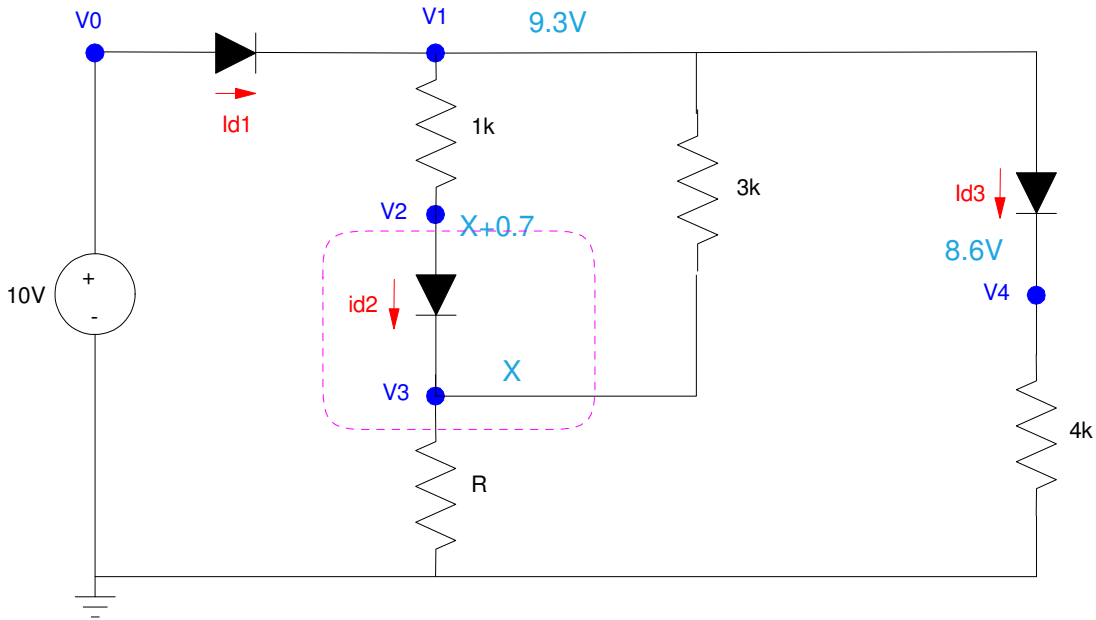 V0
V1
9.3V
Id1
1k
3k
V2
X+0.7
Id3
8.6V
10V
+
-
id2
V4
V3
X
R
4k